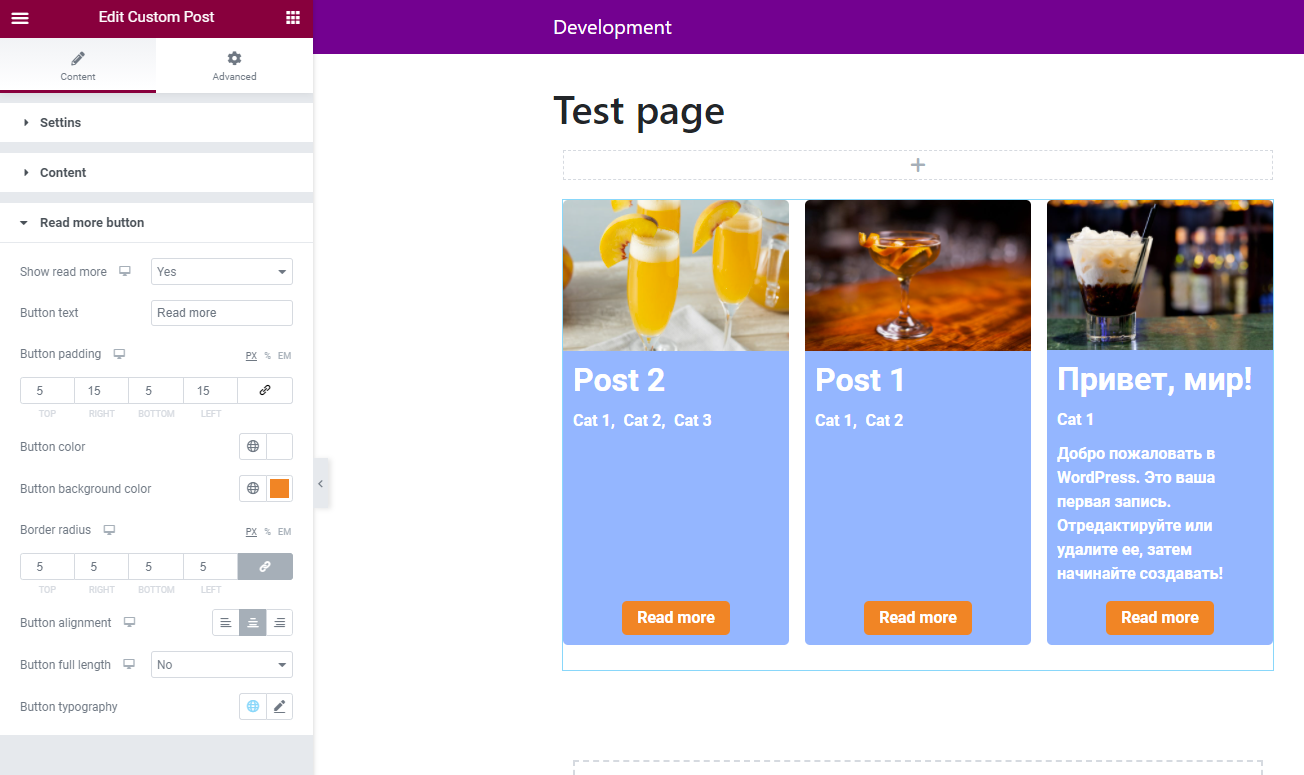 Edit Custom Post
Content
Advanced
Settins
Content
Read more button
Show read more
Yes
Button text
Read more
Button padding
PX % EM
5 15 5 15
TOP RIGHT BOTTOM LEFT
Button color
Button background color
Border radius
PX % EM
5 5 5 5
TOP RIGHT BOTTOM LEFT
Button alignment
Button full length
No
Button typography
Development
Test page
Post 2
Cat 1, Cat 2, Cat 3
Read more
Post 1
Cat 1, Cat 2
Read more
Привет, мир!
Cat 1
Добро пожаловать в
WordPress. Это ваша
первая запись.
Отредактируйте или
удалите ее, затем
начинайте создавать!
Read more